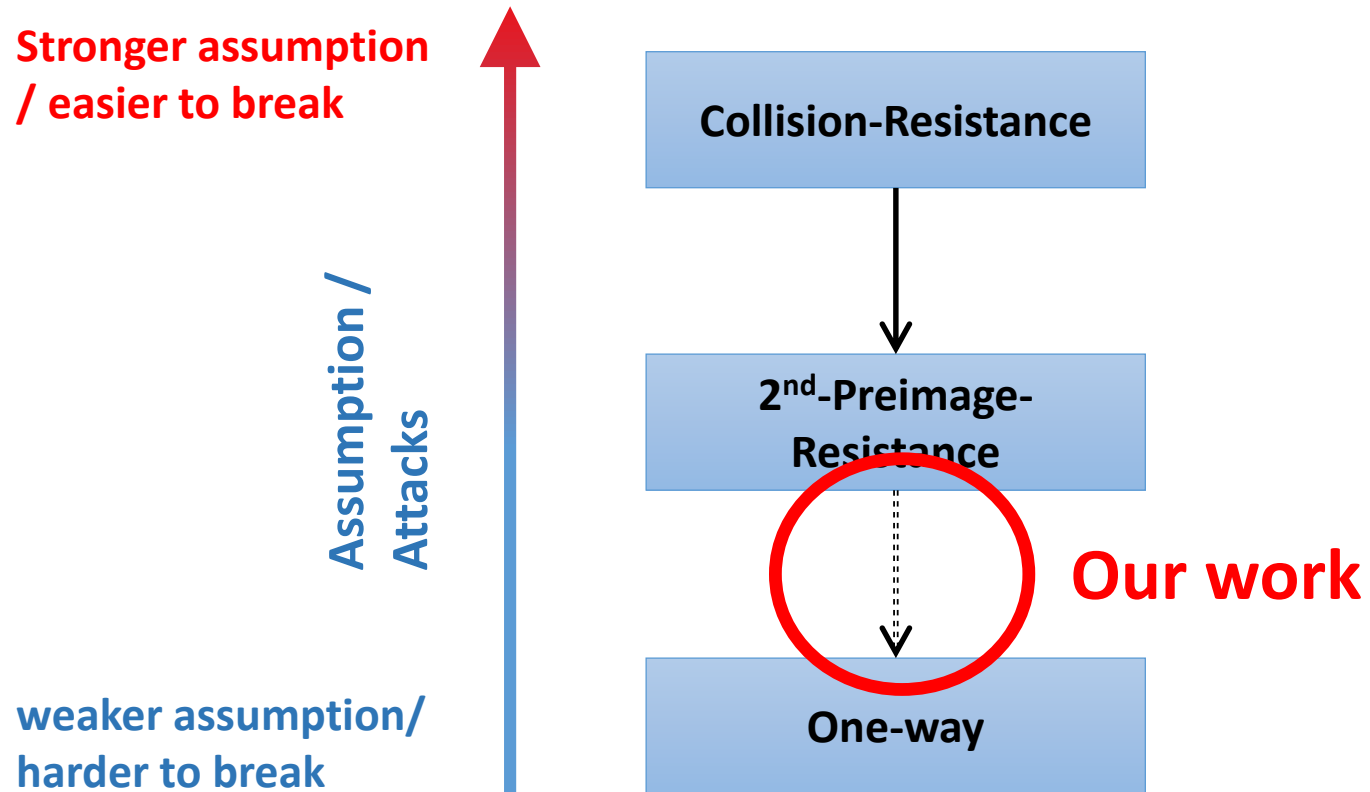 Stronger assumption
/ easier to break
Collision-Resistance
Assumption /
Attacks
2nd-Preimage-
Resistance
Our work
weaker assumption/
harder to break
One-way